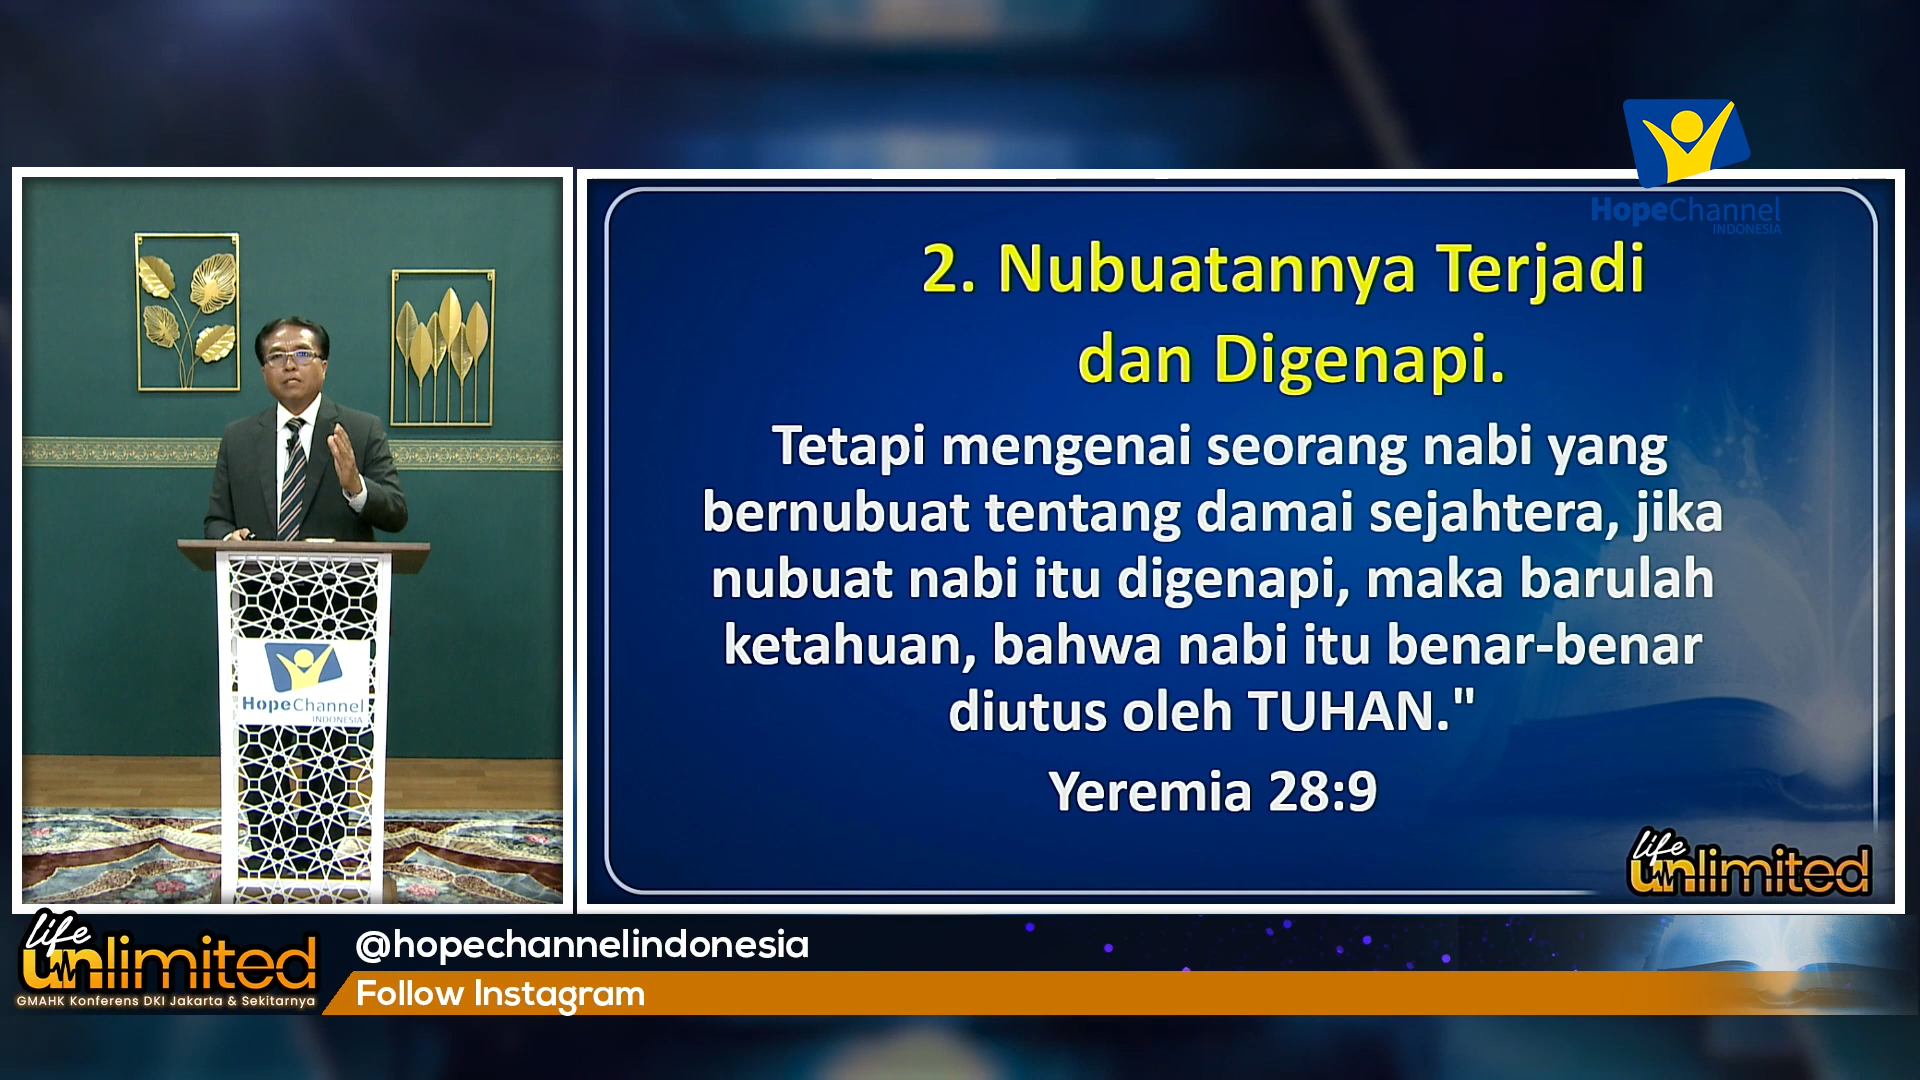 HopeChannel
INDONESIA
2. Nubuatannya Terjadi
dan Digenapi.
Tetapi mengenai seorang nabi yang
bernubuat tentang damai sejahtera, jika
nubuat nabi itu digenapi, maka barulah
ketahuan, bahwa nabi itu benar-benar
diutus oleh TUHAN."
Yeremia 28:9
life
unlimited
HopeChannel
INDONESIA
life
unlimited
GMAHK Konferens DKI Jakarta & Sekitarnya
@hopechannelindonesia
Follow Instagram